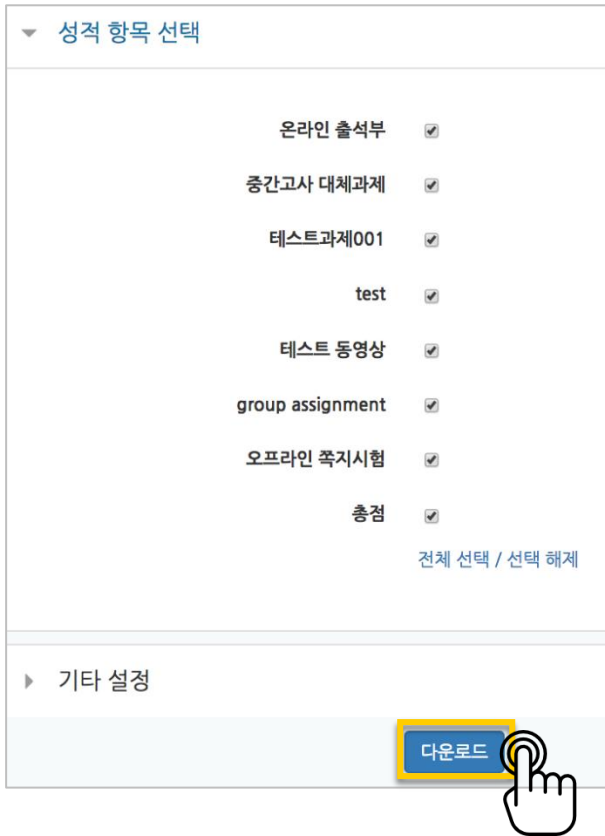 성적 항목 선택
온라인 출석부
중간고사 대체과제
테스트과제001
test
테스트 동영상
group assignment
오프라인 쪽지시험
총점
전체 선택 / 선택 해제
기타 설정
다운로드